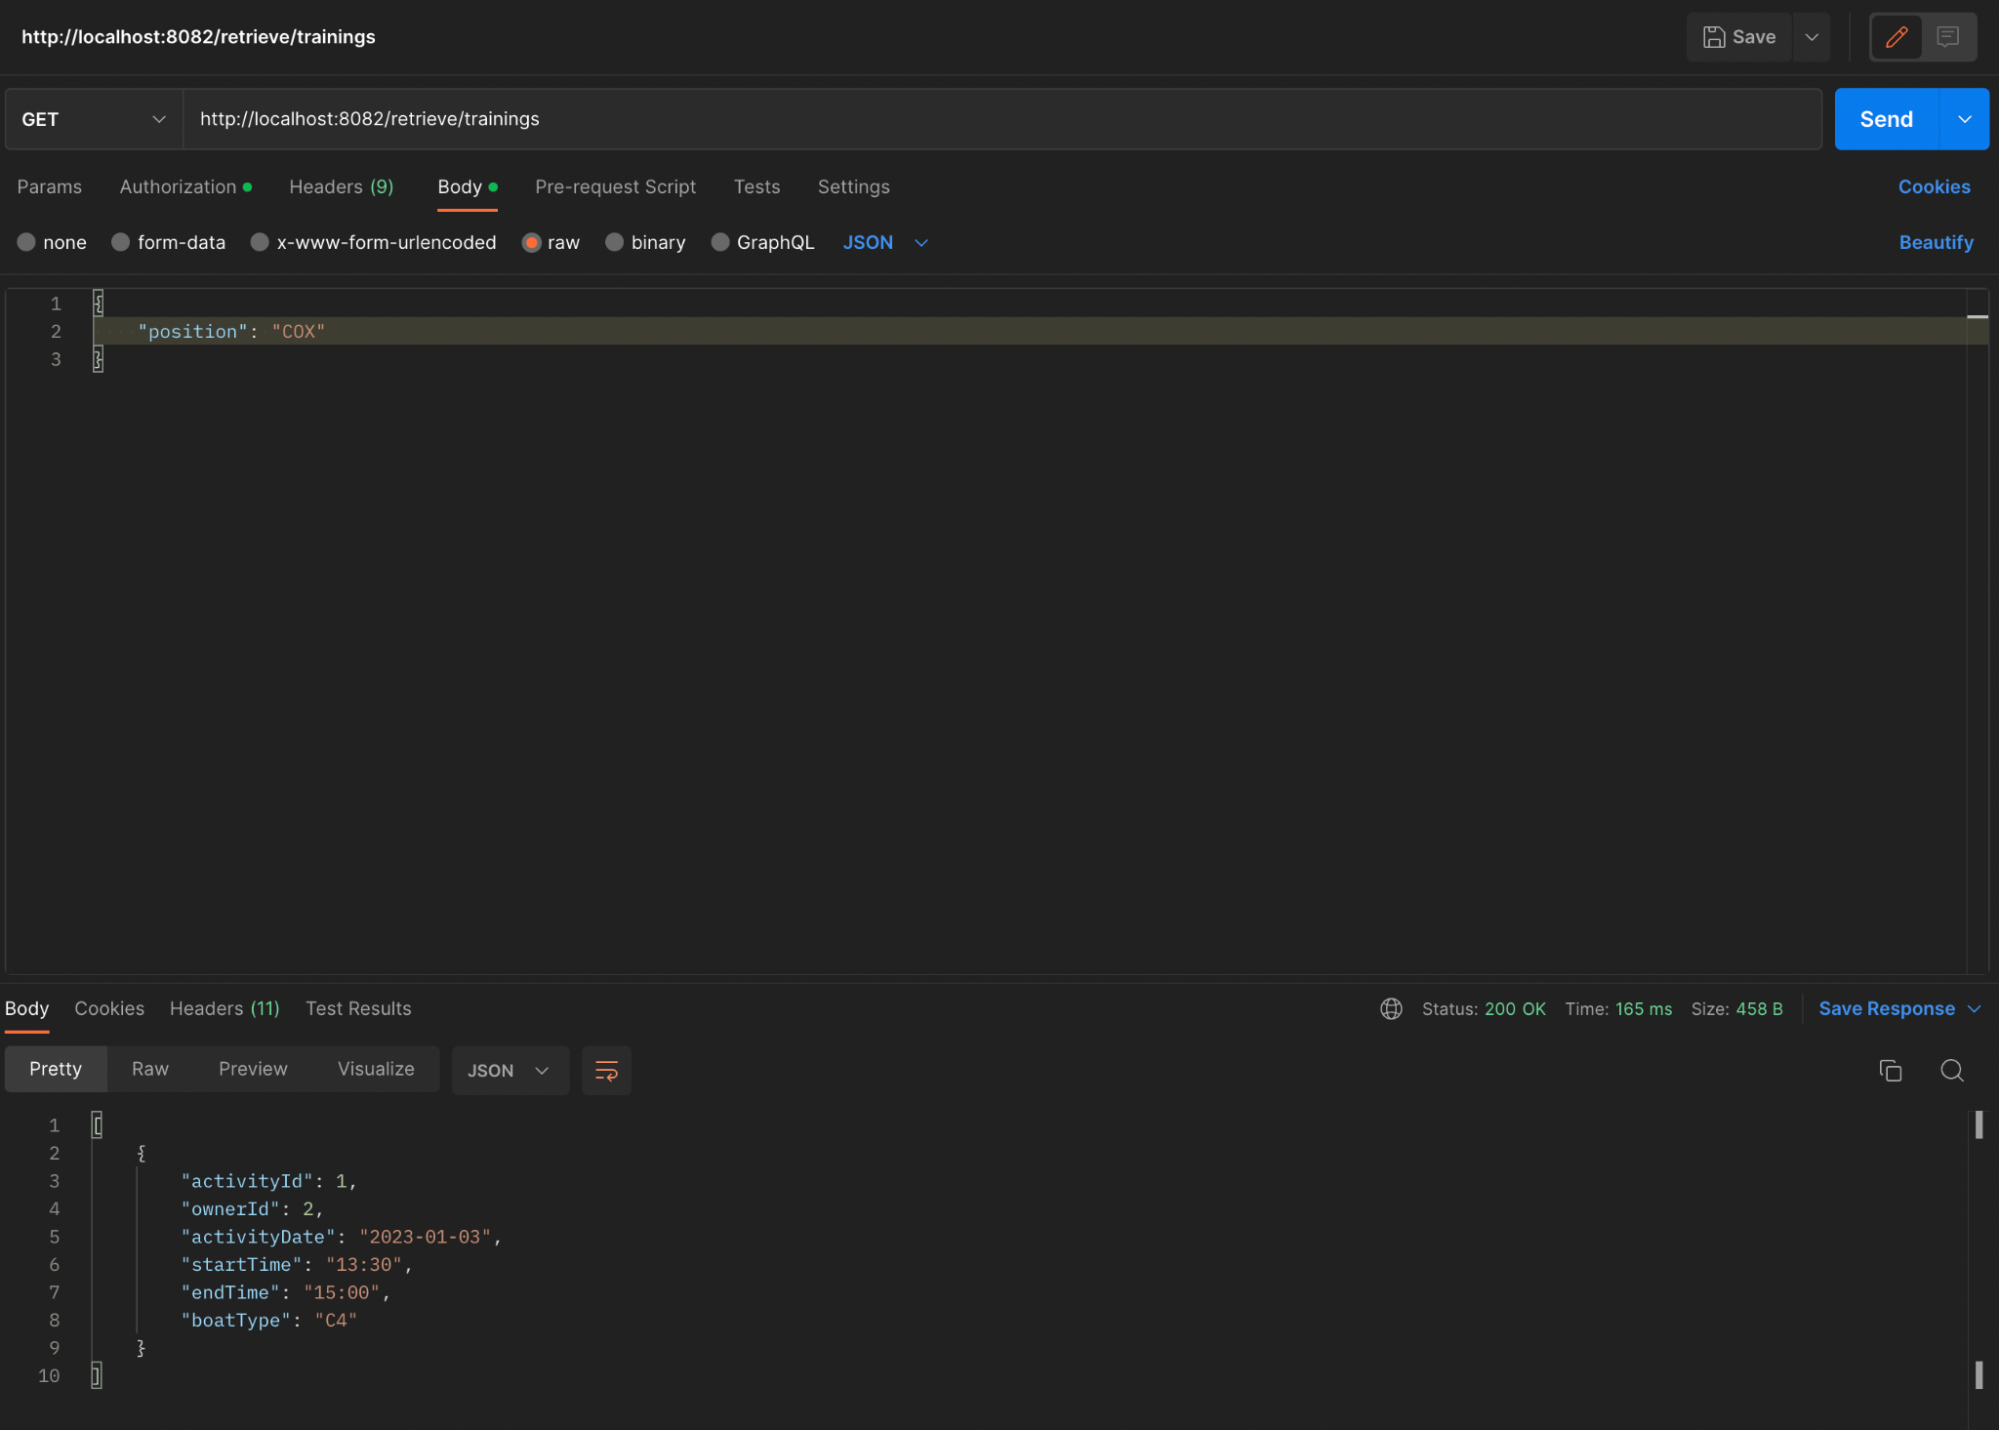 http://localhost:8082/retrieve/trainings Save
GET http://localhost:8082/retrieve/trainings Send
Params Authorization Headers (9) Body Pre-request Script Tests Settings Cookies
none form-data x-www-form-urlencoded raw binary GraphQL JSON Beautify
1 {
2 "position": "COX"
3 }
Body Cookies Headers (11) Test Results Status: 200 OK Time: 165 ms Size: 458 B Save Response
Pretty Raw Preview Visualize JSON
1 [
2 {
3 "activityId": 1,
4 "ownerId": 2,
5 "activityDate": "2023-01-03",
6 "startTime": "13:30",
7 "endTime": "15:00",
8 "boatType": "C4"
9 }
10 ]